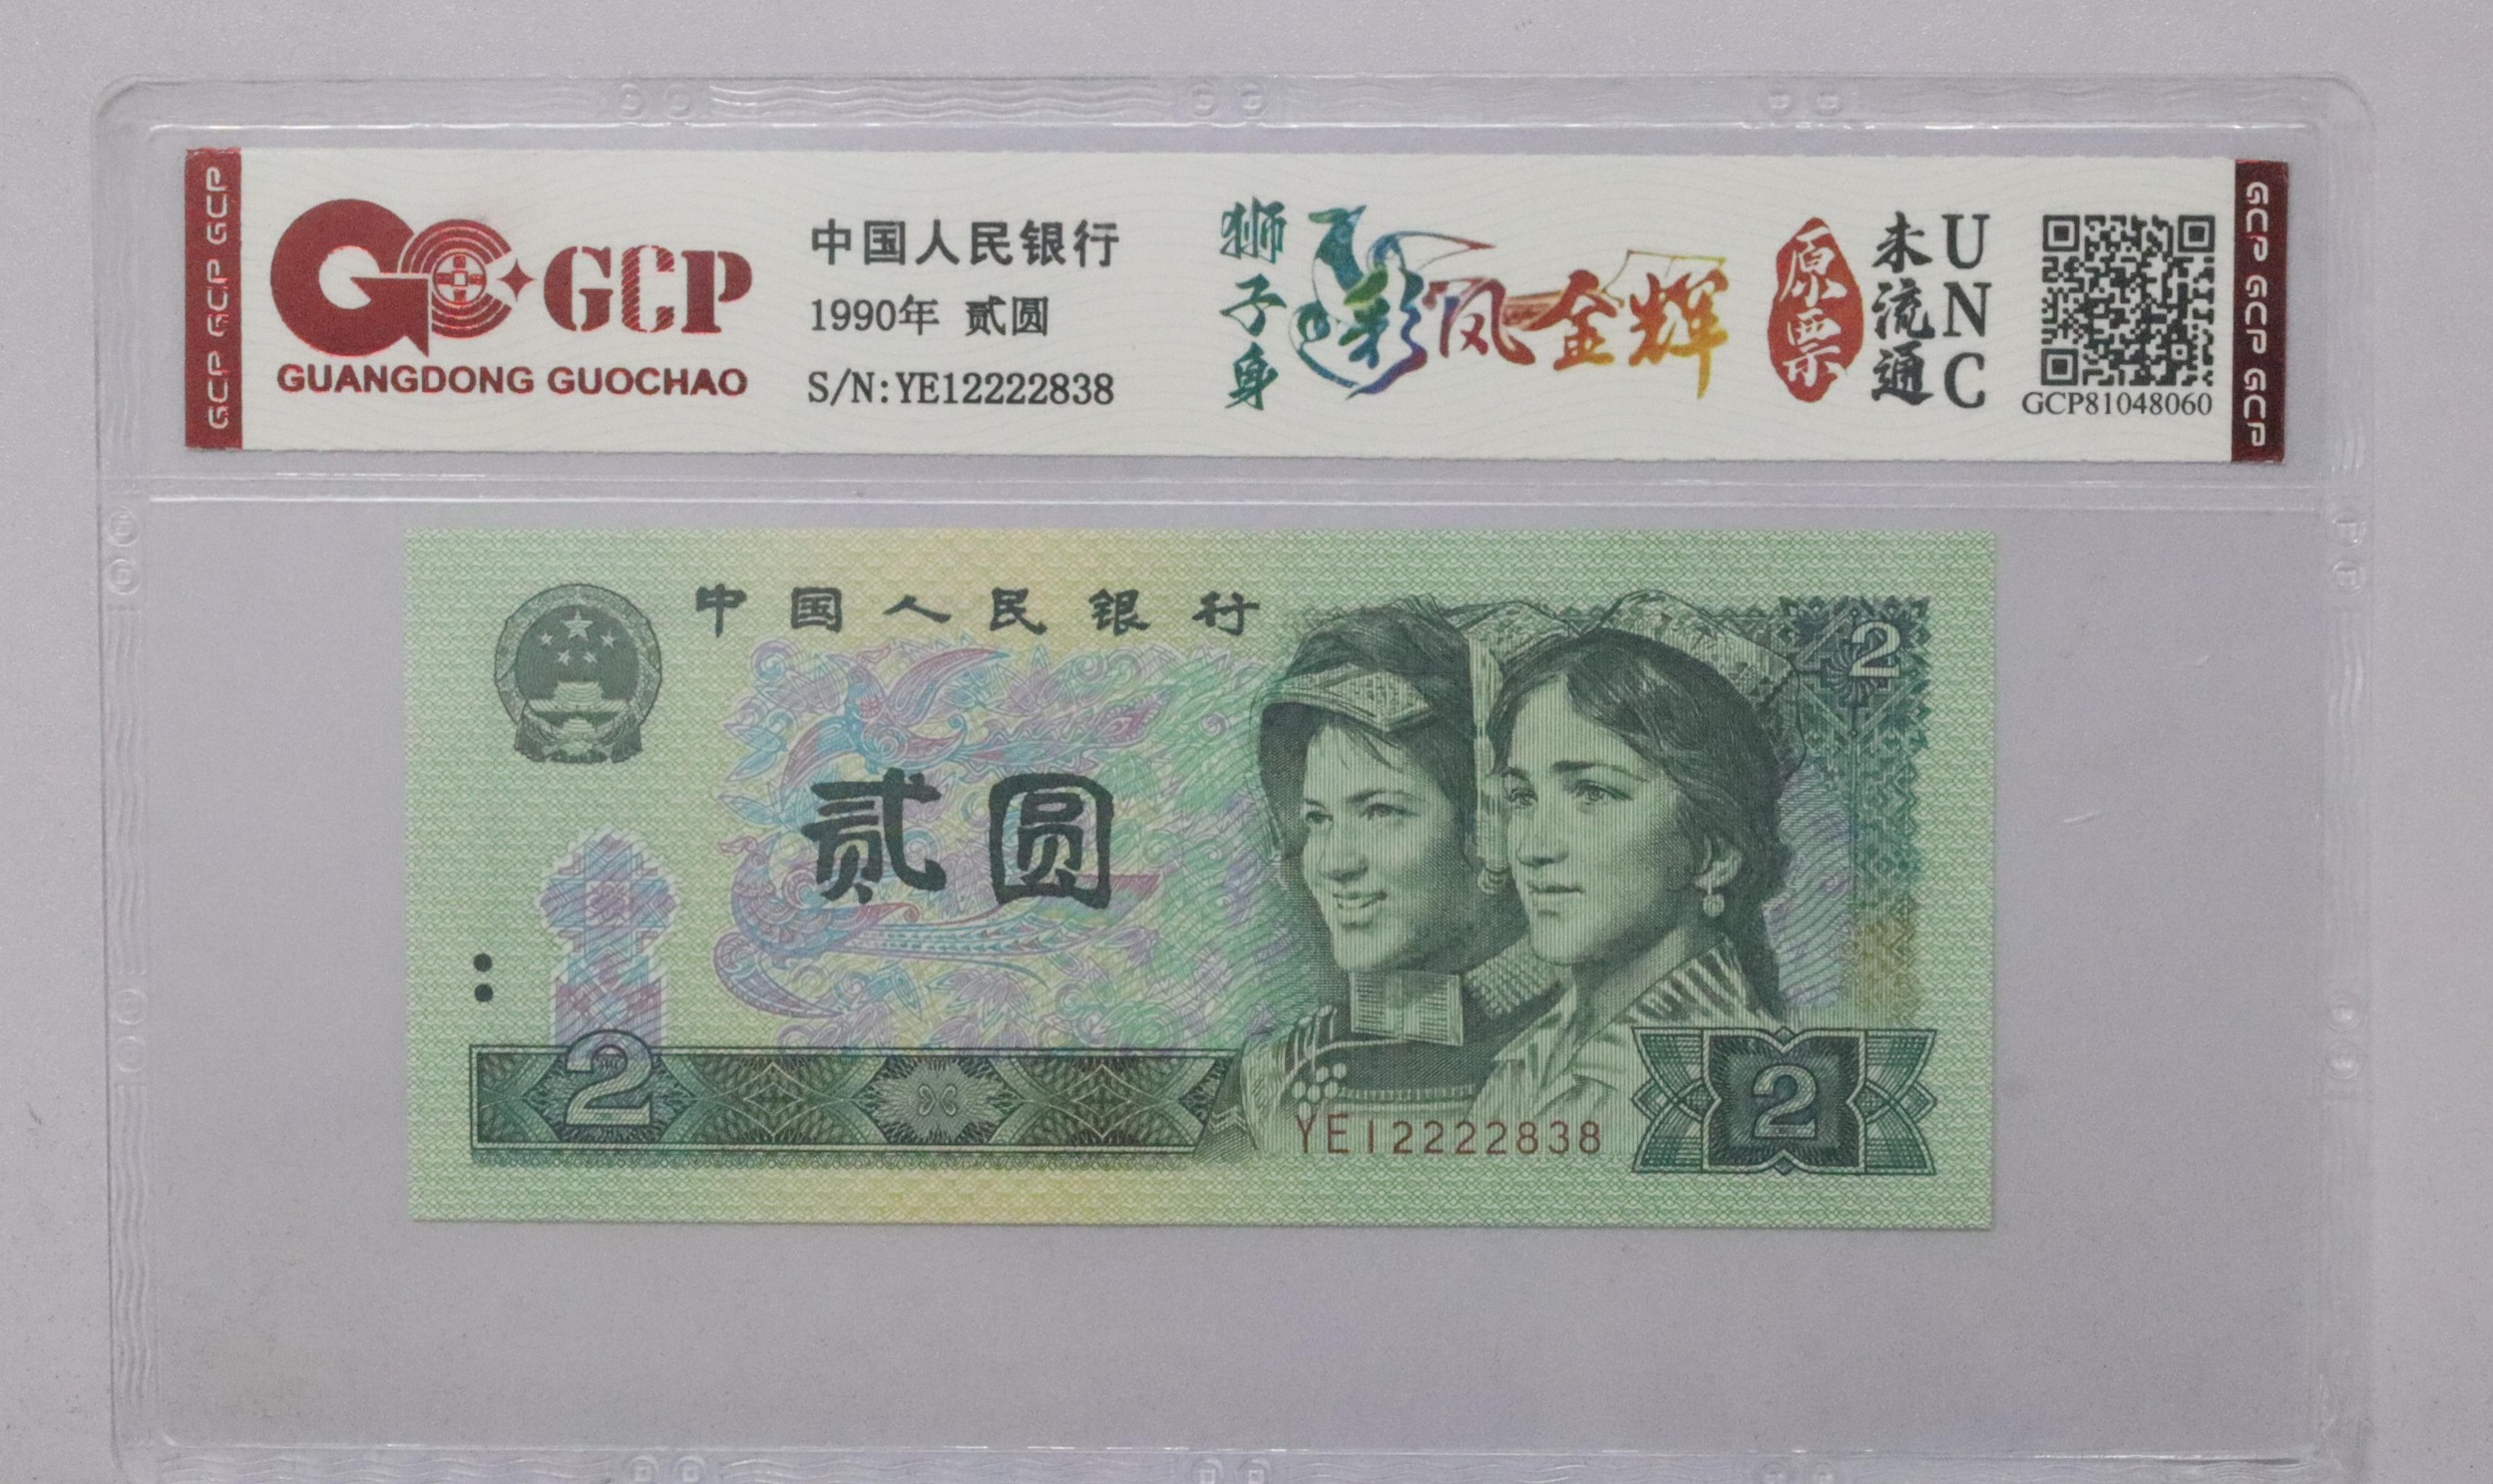 GCP GCP GCP
GCP
GUANGDONG GUOCHAO
中国人民银行
1990年 贰圆
S/N:YE12222838
狮子身
彩凤金辉
原票
未流通
UNC
GCP81048060
GCP GCP GCP
中国人民银行
2
贰圆
2
YE12222838
2